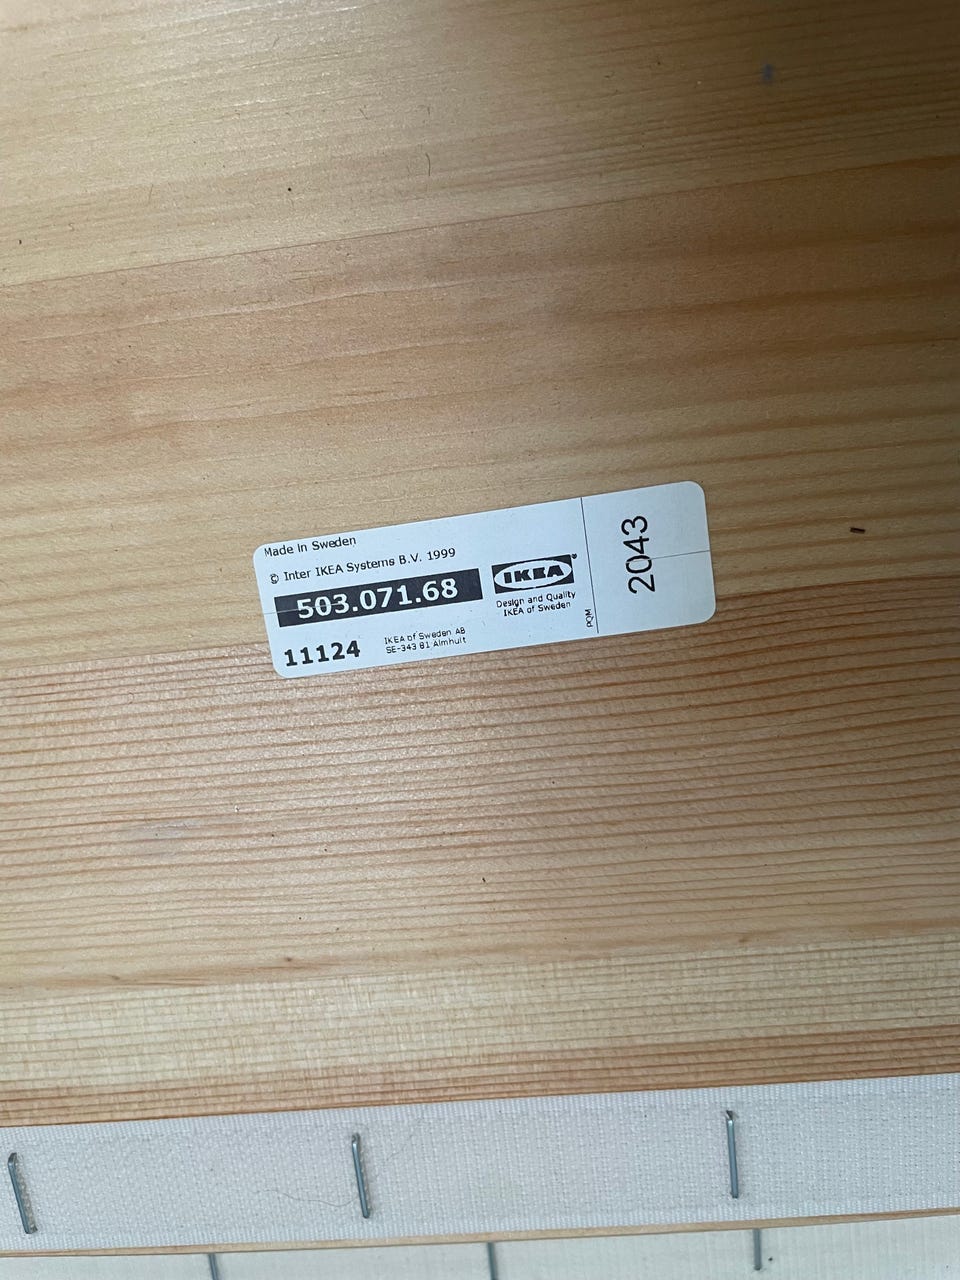 Made in Sweden
© Inter IKEA Systems B.V. 1999
503.071.68
11124
IKEA of Sweden AB
SE-343 81 Älmhult
IKEA®
Design and Quality
IKEA of Sweden
PQM
2043